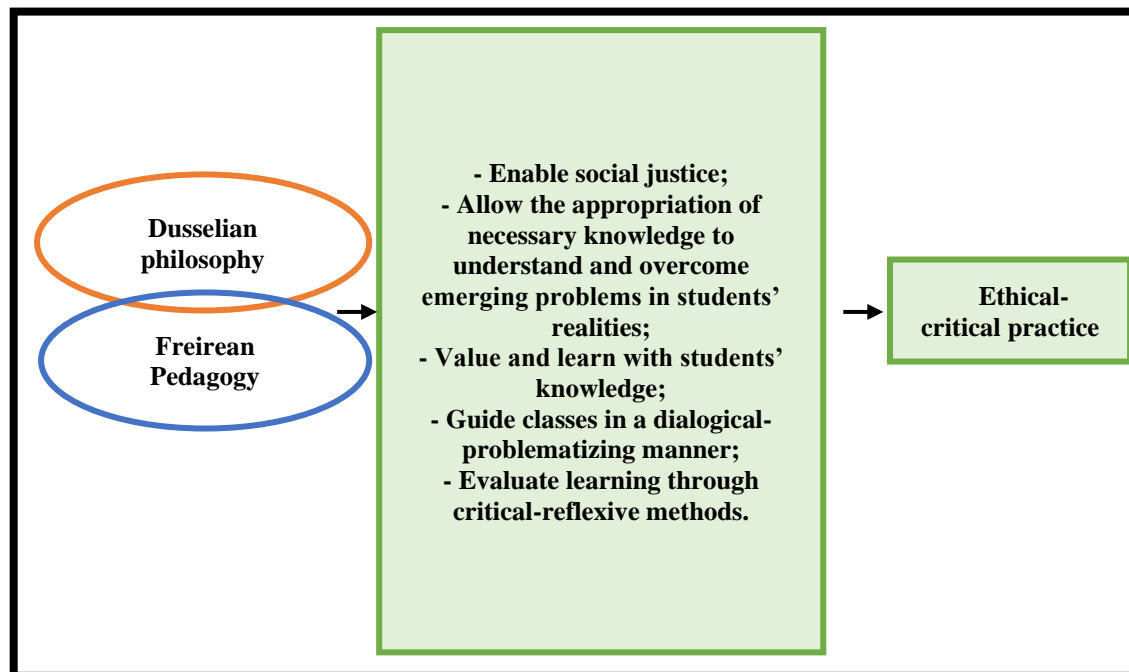 Dusselian
philosophy
Freirean
Pedagogy
- Enable social justice;
- Allow the appropriation of
necessary knowledge to
understand and overcome
emerging problems in students’
realities;
- Value and learn with students’
knowledge;
- Guide classes in a dialogical-
problematizing manner;
- Evaluate learning through
critical-reflexive methods.
Ethical-
critical practice